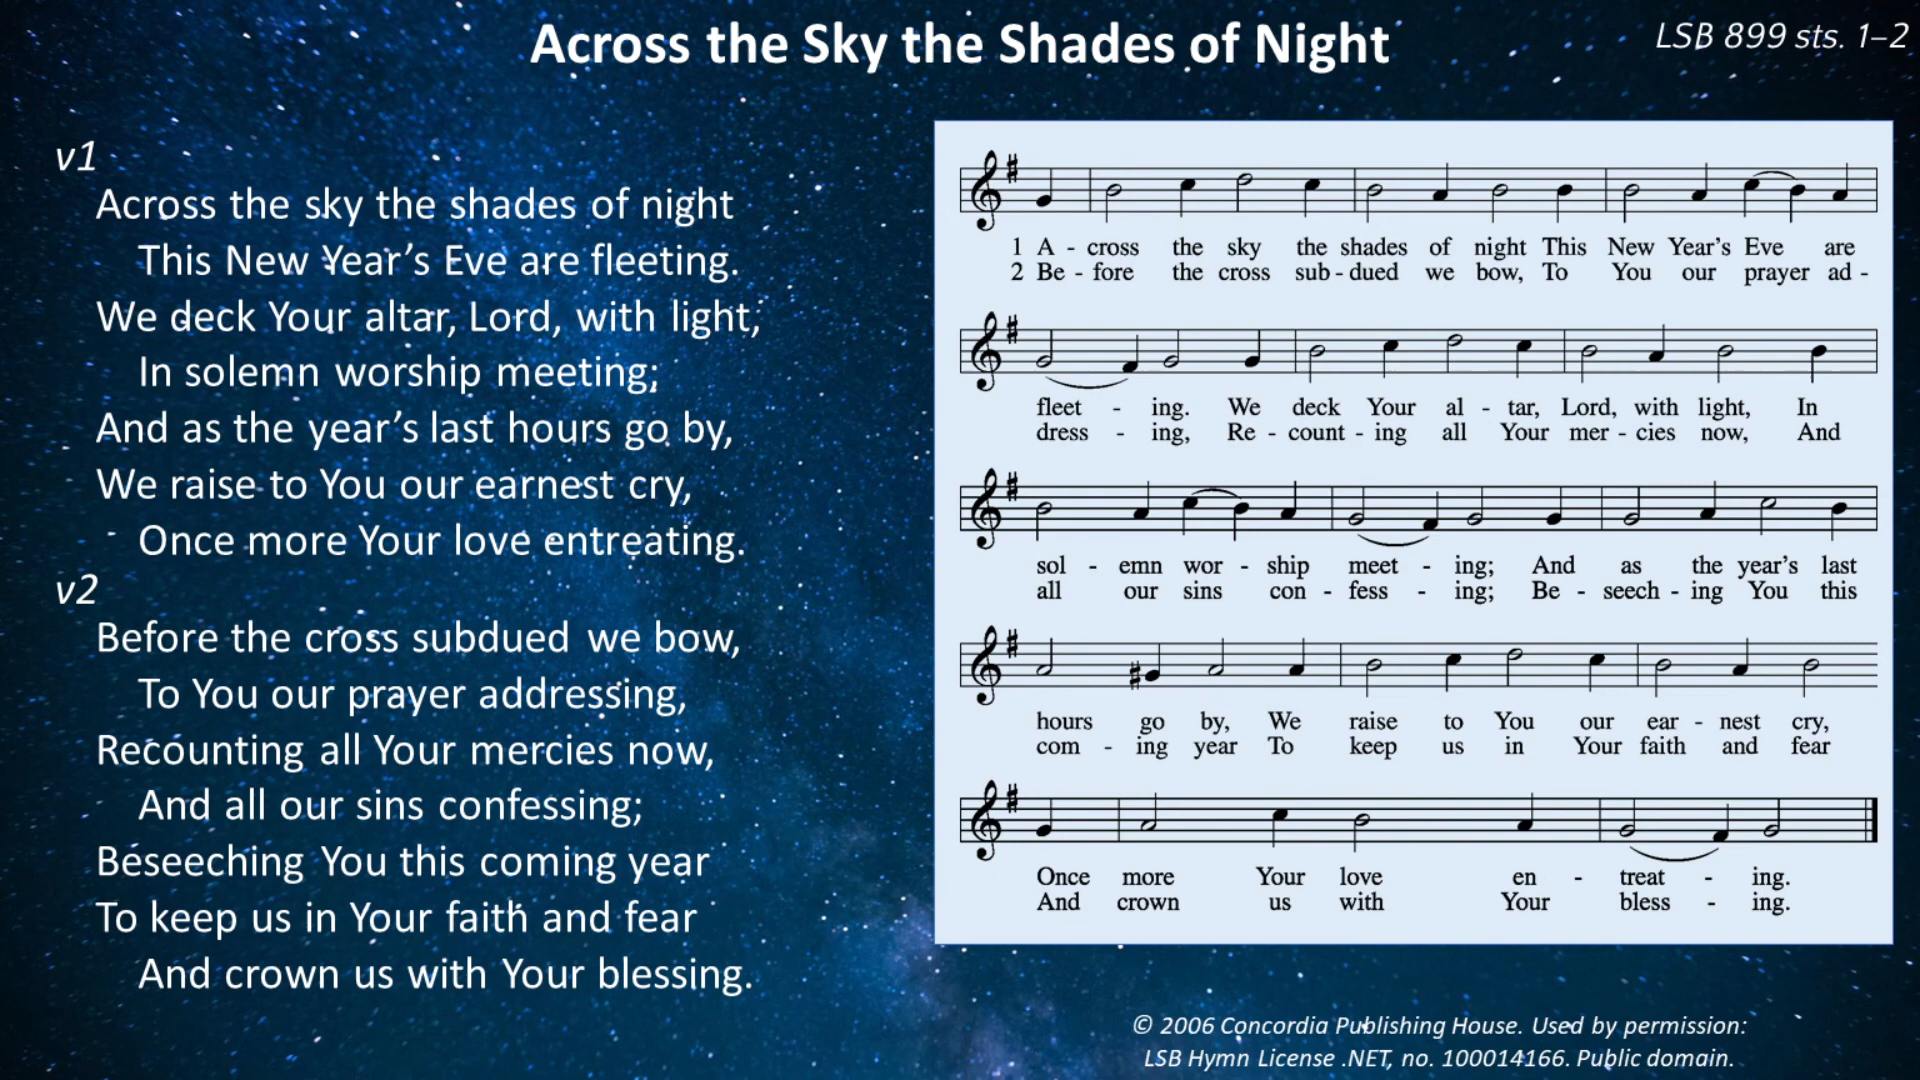 Across the Sky the Shades of Night
LSB 899 sts. 1–2
v1
Across the sky the shades of night
This New Year’s Eve are fleeting.
We deck Your altar, Lord, with light,
In solemn worship meeting;
And as the year’s last hours go by,
We raise to You our earnest cry,
Once more Your love entreating.
v2
Before the cross subdued we bow,
To You our prayer addressing,
Recounting all Your mercies now,
And all our sins confessing;
Beseeching You this coming year
To keep us in Your faith and fear
And crown us with Your blessing.
1 A - cross the sky the shades of night This New Year’s Eve are
2 Be - fore the cross sub - dued we bow, To You our prayer ad -
fleet - ing. We deck Your al - tar, Lord, with light, In
dress - ing, Re - count - ing all Your mer - cies now, And
sol - emn wor - ship meet - ing; And as the year’s last
all our sins con - fess - ing; Be - seech - ing You this
hours go by, We raise to You our ear - nest cry,
com - ing year To keep us in Your faith and fear
Once more Your love en - treat - ing.
And crown us with Your bless - ing.
© 2006 Concordia Publishing House. Used by permission:
LSB Hymn License .NET, no. 100014166. Public domain.